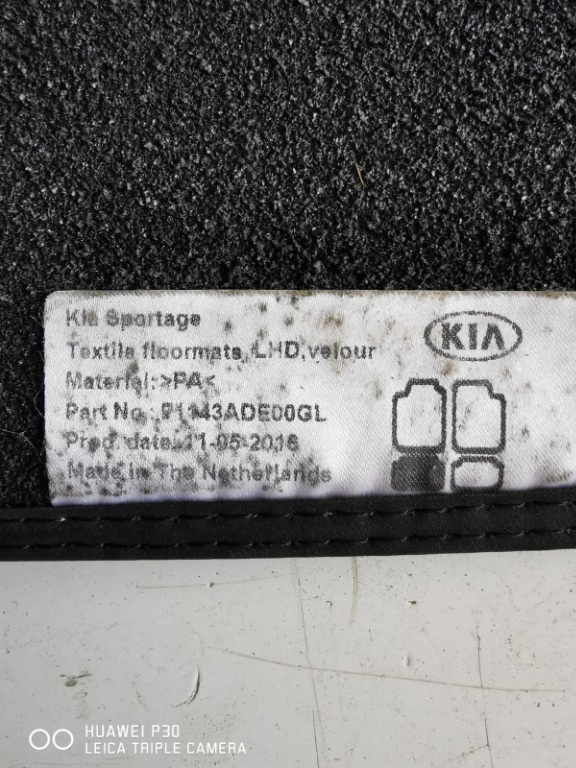 Kia Sportage
KIA
Textile floormats, LHD, velour
Material: >PA<
Part No.: ADE00GL
Prod. date: 11-05-2016
Made in The Netherlands
HUAWEI P30
LEICA TRIPLE CAMERA